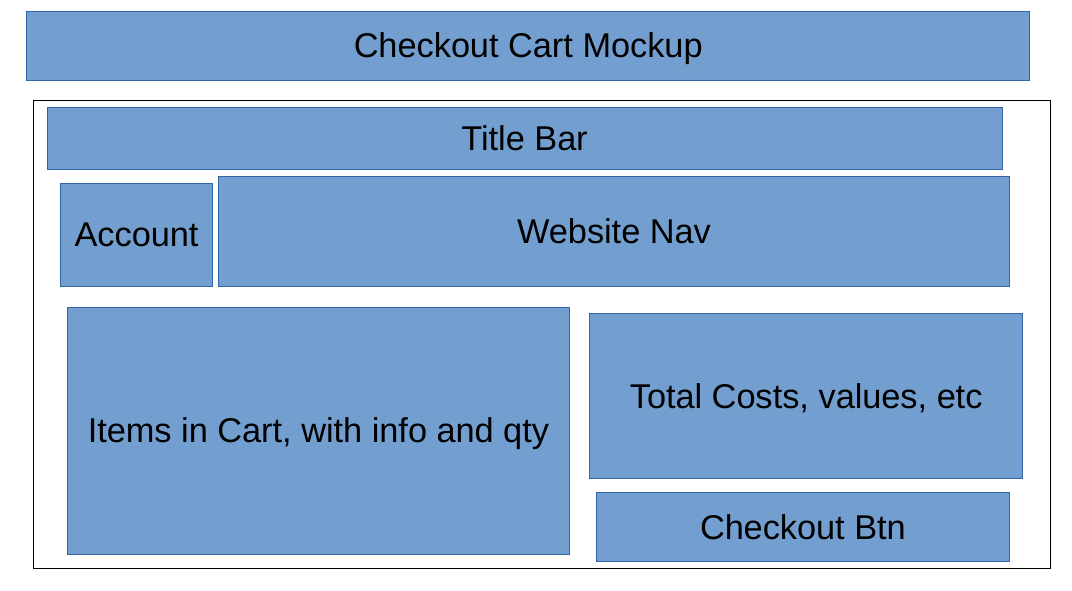 Checkout Cart Mockup
Title Bar
Account
Website Nav
Items in Cart, with info and qty
Total Costs, values, etc
Checkout Btn